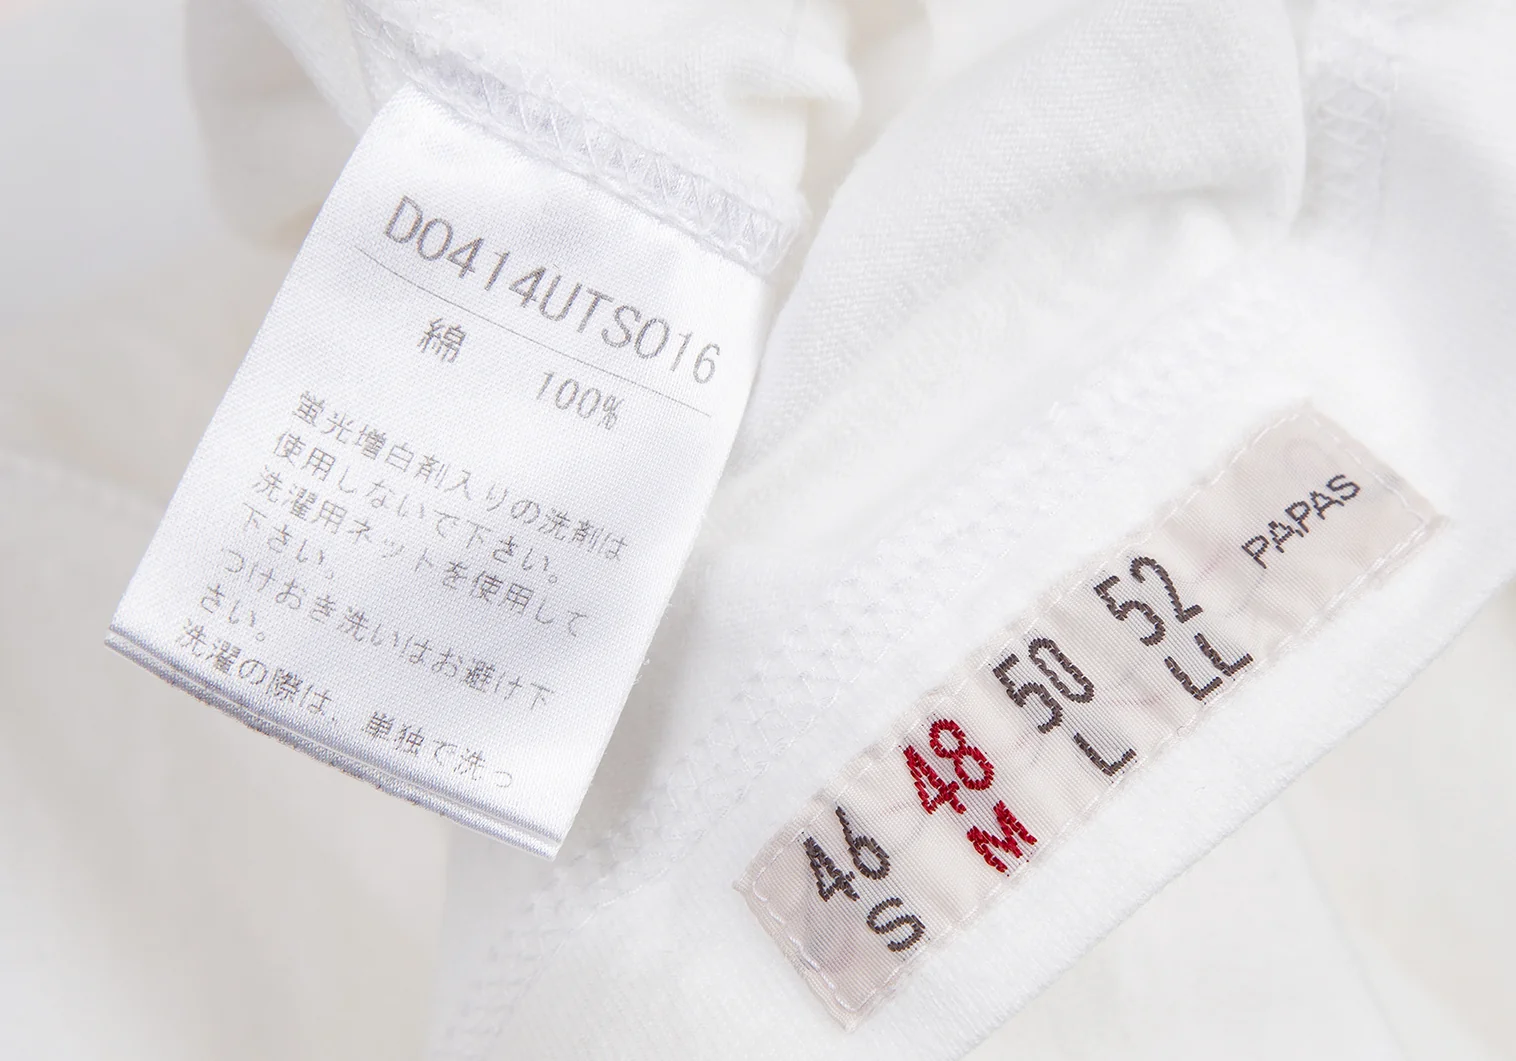 DO414UTSO16
綿 100%
蛍光増白剤入りの洗剤は
使用しないで下さい。
洗濯用ネットを使用して
下さい。
つけおき洗いはお避け下
さい。
洗濯の際は、単独で洗っ
46 48 50 52 PAPAS
S M L LL